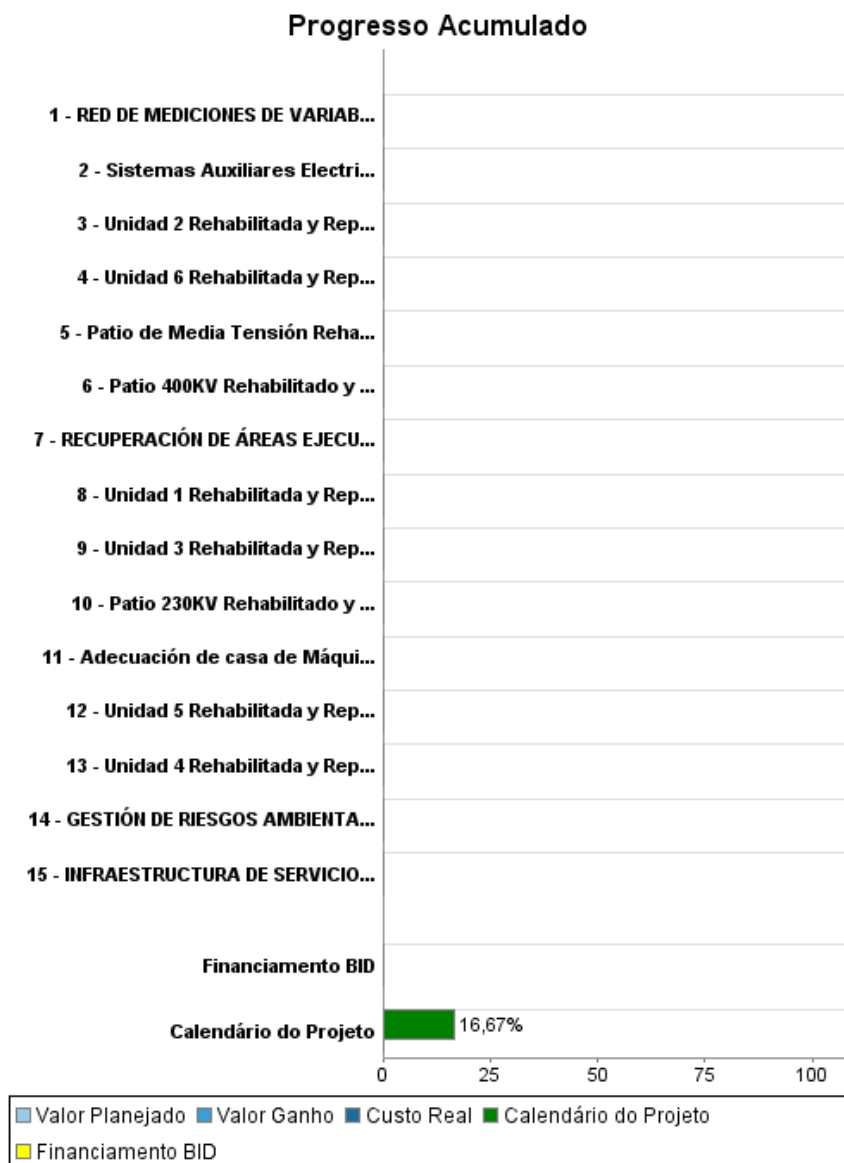 Progresso Acumulado
1 - RED DE MEDICIONES DE VARIAB...
2 - Sistemas Auxiliares Electri...
3 - Unidad 2 Rehabilitada y Rep...
4 - Unidad 6 Rehabilitada y Rep...
5 - Patio de Media Tensión Reha...
6 - Patio 400KV Rehabilitado y ...
7 - RECUPERACIÓN DE ÁREAS EJECU...
8 - Unidad 1 Rehabilitada y Rep...
9 - Unidad 3 Rehabilitada y Rep...
10 - Patio 230KV Rehabilitado y ...
11 - Adecuación de casa de Máqui...
12 - Unidad 5 Rehabilitada y Rep...
13 - Unidad 4 Rehabilitada y Rep...
14 - GESTIÓN DE RIESGOS AMBIENTA...
15 - INFRAESTRUCTURA DE SERVICIO...
Financiamento BID
Calendário do Projeto 16,67%
0 25 50 75 100
Valor Planejado Valor Ganho Custo Real Calendário do Projeto
Financiamento BID